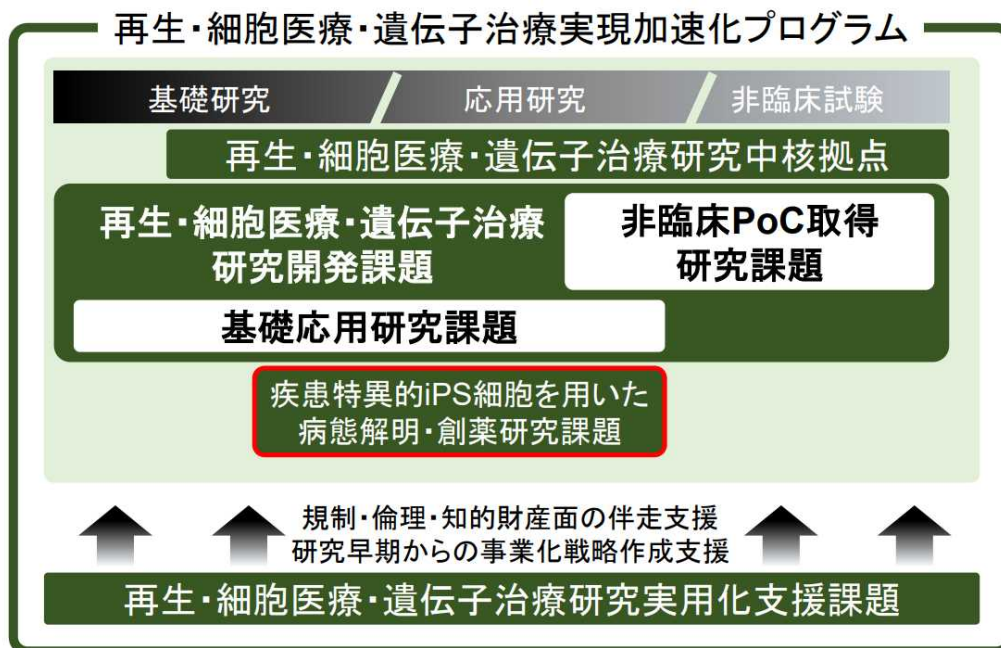 再生・細胞医療・遺伝子治療実現加速化プログラム
基礎研究
応用研究
非臨床試験
再生・細胞医療・遺伝子治療研究中核拠点
再生・細胞医療・遺伝子治療
研究開発課題
非臨床PoC取得
研究課題
基礎応用研究課題
疾患特異的iPS細胞を用いた
病態解明・創薬研究課題
規制・倫理・知的財産面の伴走支援
研究早期からの事業化戦略作成支援
再生・細胞医療・遺伝子治療研究実用化支援課題